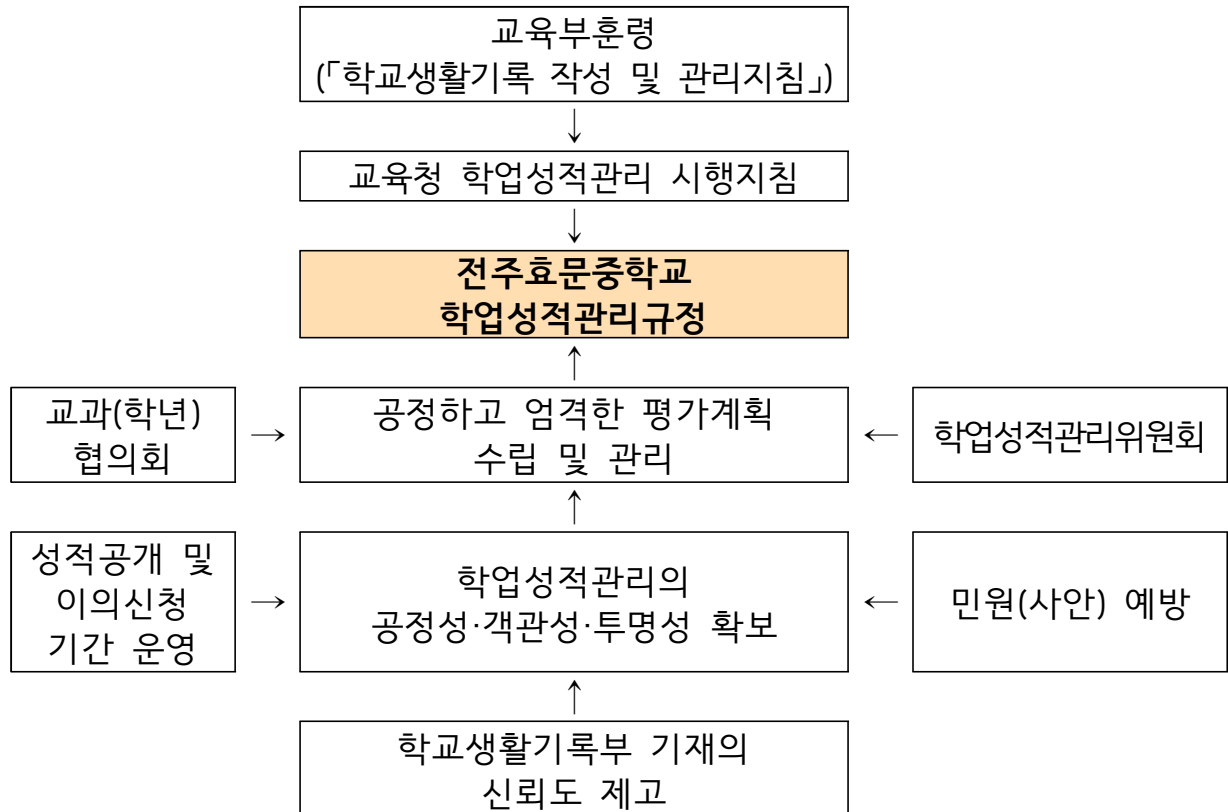 교육부훈령
(「학교생활기록 작성 및 관리지침」)
↓
교육청 학업성적관리 시행지침
↓
전주효문중학교
학업성적관리규정
↑
교과(학년)
협의회
→
공정하고 엄격한 평가계획
수립 및 관리
←
학업성적관리위원회
↑
성적공개 및
이의신청
기간 운영
→
학업성적관리의
공정성·객관성·투명성 확보
←
민원(사안) 예방
↑
학교생활기록부 기재의
신뢰도 제고